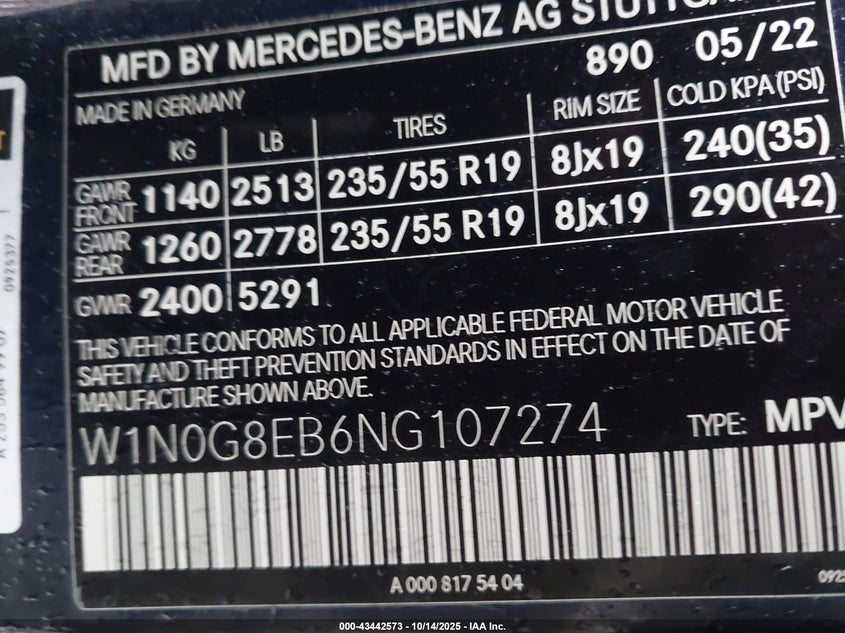 MFD BY MERCEDES-BENZ AG STUTTGA
890 05/22
MADE IN GERMANY
KG LB TIRES RIM SIZE COLD KPA (PSI)
GAWR FRONT 1140 2513 235/55 R19 8Jx19 240(35)
GAWR REAR 1260 2778 235/55 R19 8Jx19 290(42)
GVWR 2400 5291
THIS VEHICLE CONFORMS TO ALL APPLICABLE FEDERAL MOTOR VEHICLE
SAFETY AND THEFT PREVENTION STANDARDS IN EFFECT ON THE DATE OF
MANUFACTURE SHOWN ABOVE.
W1N0G8EB6NG107274 TYPE: MPV
A 000 817 54 04
0925
0925377
000-43442573 - 10/14/2025 - IAA Inc.